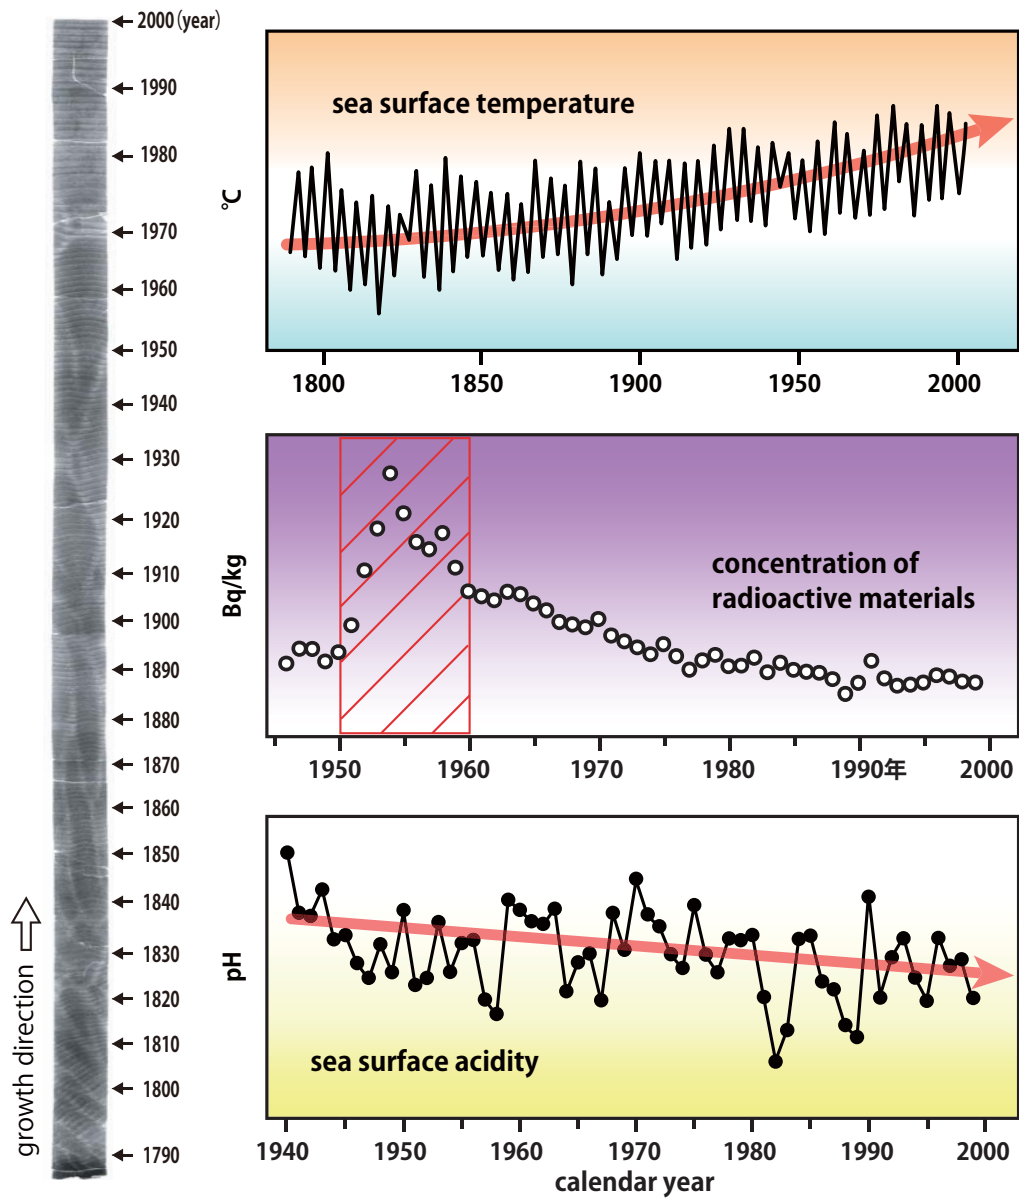 2000 (year)
1990
1980
1970
1960
1950
1940
1930
1920
1910
1900
1890
1880
1870
1860
1850
1840
1830
1820
1810
1800
1790
growth direction
sea surface temperature
°C
1800 1850 1900 1950 2000
Bq/kg
concentration of
radioactive materials
1950 1960 1970 1980 1990年 2000
pH
sea surface acidity
1940 1950 1960 1970 1980 1990 2000
calendar year